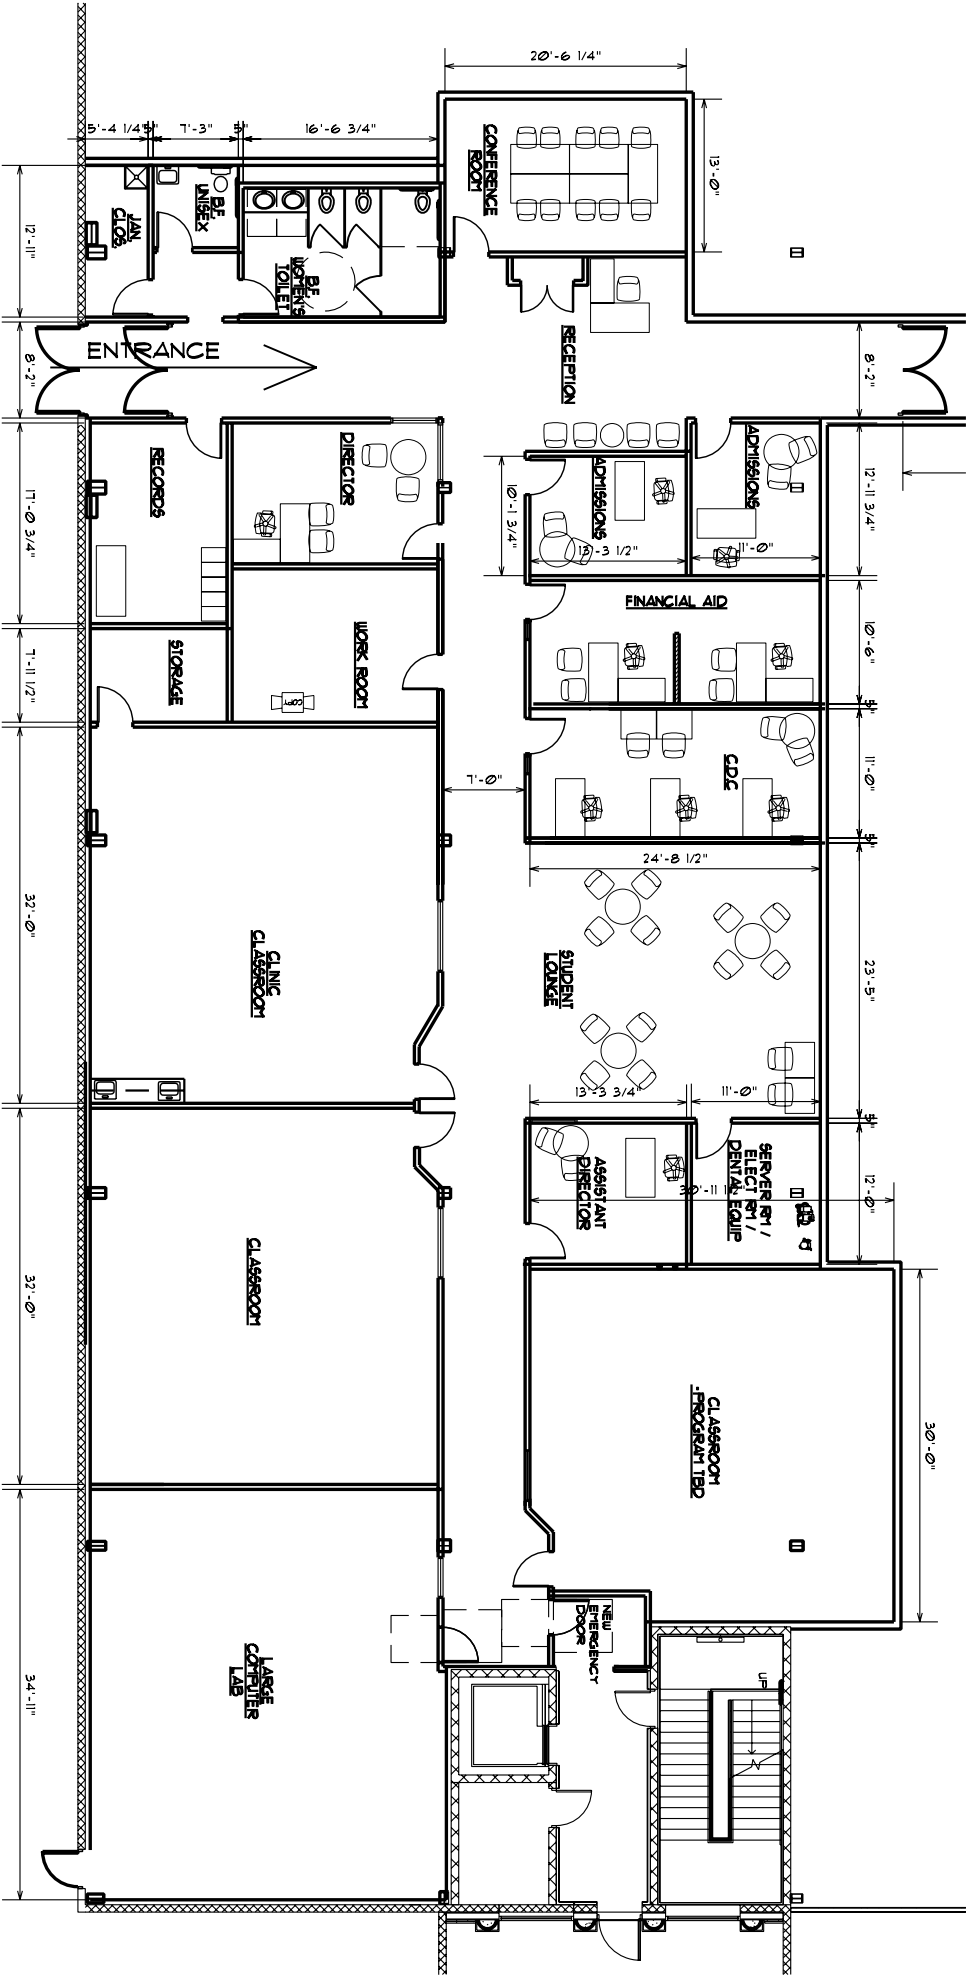 20'-6 1/4"
5'-4 1/4"
5"
7'-3"
5"
16'-6 3/4"
CONFERENCE
ROOM
13'-0"
B.F.
UNISEX
JAN.
CLOS.
12'-11"
B.F.
WOMEN'S
TOILET
RECEPTION
ENTRANCE
8'-2"
8'-2"
DIRECTOR
RECORDS
ADMISSIONS
ADMISSIONS
12'-11 3/4"
10'-1 3/4"
17'-0 3/4"
13'-3 1/2"
11'-0"
FINANCIAL AID
10'-6"
WORK ROOM
STORAGE
7'-11 1/2"
COPY
5"
C.D.C
11'-0"
7'-0"
5"
24'-8 1/2"
32'-0"
CLINIC
CLASSROOM
STUDENT
LOUNGE
23'-5"
13'-3 3/4"
11'-0"
5"
ASSISTANT
DIRECTOR
SERVER RM /
ELECT RM /
DENTAL EQUIP
12'-0"
30'-11 1/2"
CLASSROOM
32'-0"
CLASSROOM
-PROGRAM TBD
30'-0"
NEW
EMERGENCY
DOOR
LARGE
COMPUTER
LAB
34'-11"
UP